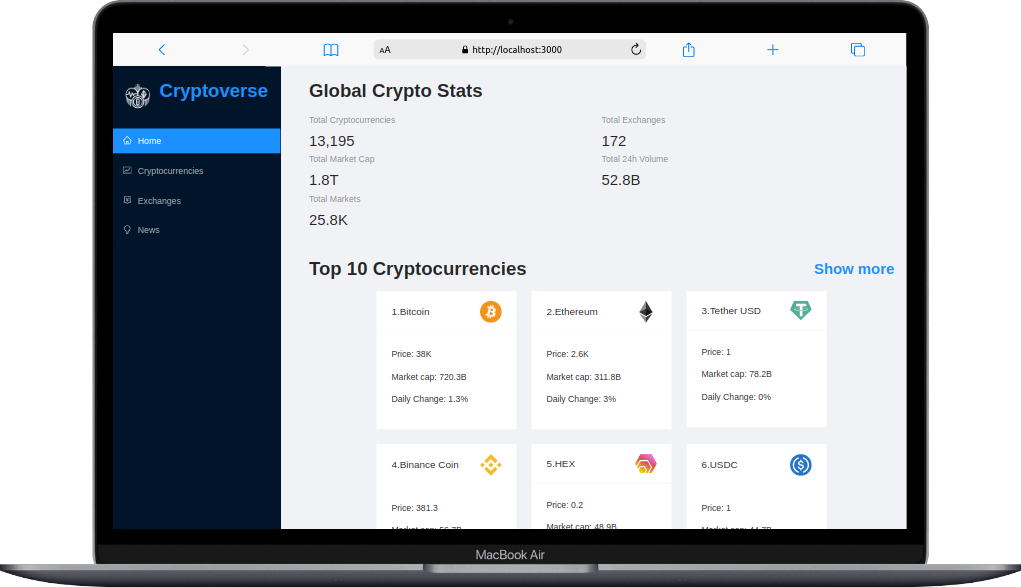 AA http://localhost:3000
Cryptoverse
Home
Cryptocurrencies
Exchanges
News
Global Crypto Stats
Total Cryptocurrencies
13,195
Total Exchanges
172
Total Market Cap
1.8T
Total 24h Volume
52.8B
Total Markets
25.8K
Top 10 Cryptocurrencies
Show more
1.Bitcoin
Price: 38K
Market cap: 720.3B
Daily Change: 1.3%
2.Ethereum
Price: 2.6K
Market cap: 311.8B
Daily Change: 3%
3.Tether USD
Price: 1
Market cap: 78.2B
Daily Change: 0%
4.Binance Coin
Price: 381.3
Market cap: 56.7B
5.HEX
Price: 0.2
Market cap: 48.9B
6.USDC
Price: 1
Market cap: 44.7B
MacBook Air